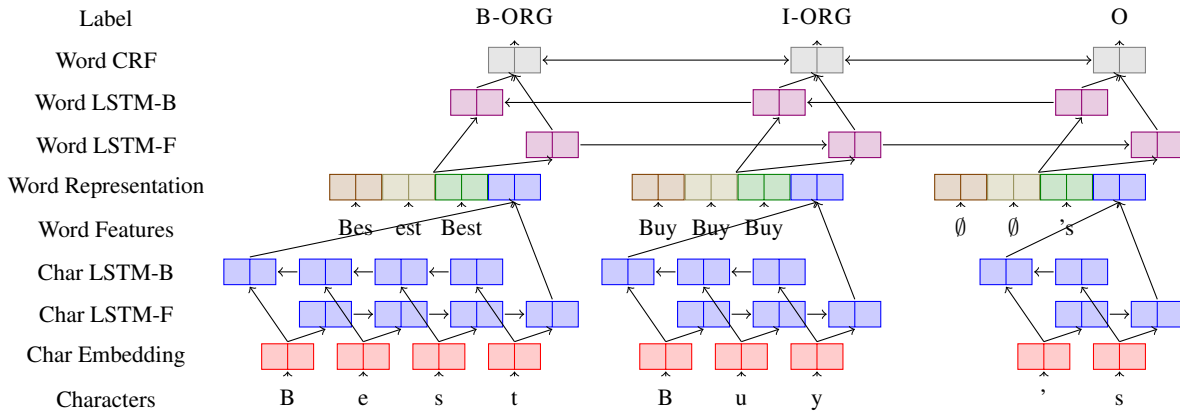 Label B-ORG I-ORG O
Word CRF
Word LSTM-B
Word LSTM-F
Word Representation
Word Features Bes est Best Buy Buy Buy ∅ ∅ 's
Char LSTM-B
Char LSTM-F
Char Embedding
Characters B e s t B u y ' s